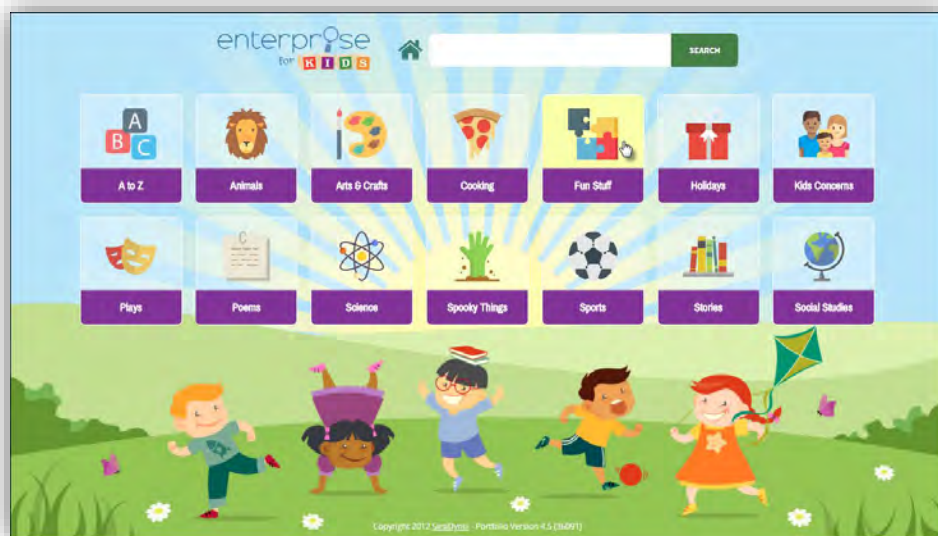 enterprise
for KIDS
SEARCH
A
B C
A to Z
Animals
Arts & Crafts
Cooking
Fun Stuff
Holidays
Kids Concerns
C
Plays
Poems
Science
Spooky Things
Sports
Stories
Social Studies
Copyright 2012 SirsiDynix - Portfolio Version 4.5 (16091)